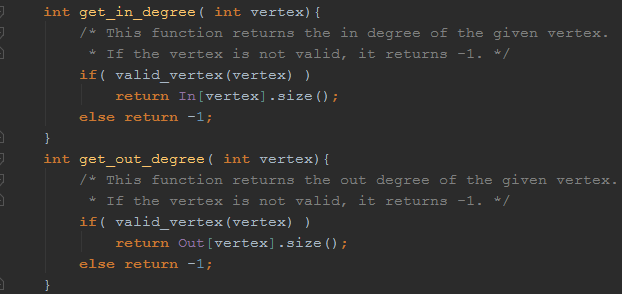 int get_in_degree( int vertex){
/* This function returns the in degree of the given vertex.
* If the vertex is not valid, it returns -1. */
if( valid_vertex(vertex) )
return In[vertex].size();
else return -1;
}
int get_out_degree( int vertex){
/* This function returns the out degree of the given vertex.
* If the vertex is not valid, it returns -1. */
if( valid_vertex(vertex) )
return Out[vertex].size();
else return -1;
}